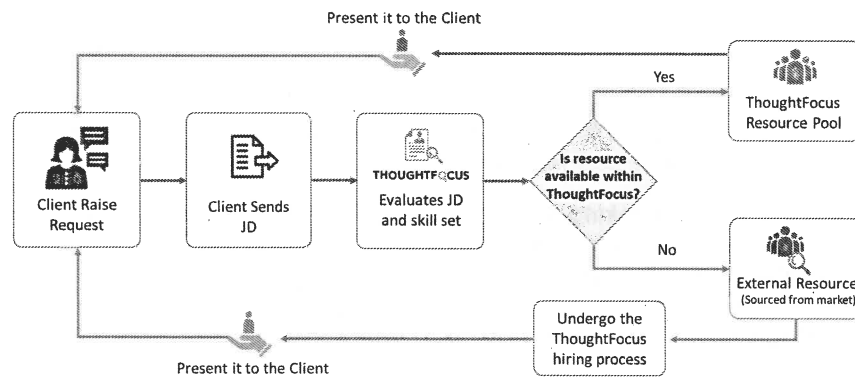 Present it to the Client
Yes
ThoughtFocus
Resource Pool
Client Raise
Request
Client Sends
JD
THOUGHTFOCUS
Evaluates JD
and skill set
Is resource
available within
ThoughtFocus?
No
External Resource
(Sourced from market)
Undergo the
ThoughtFocus
hiring process
Present it to the Client